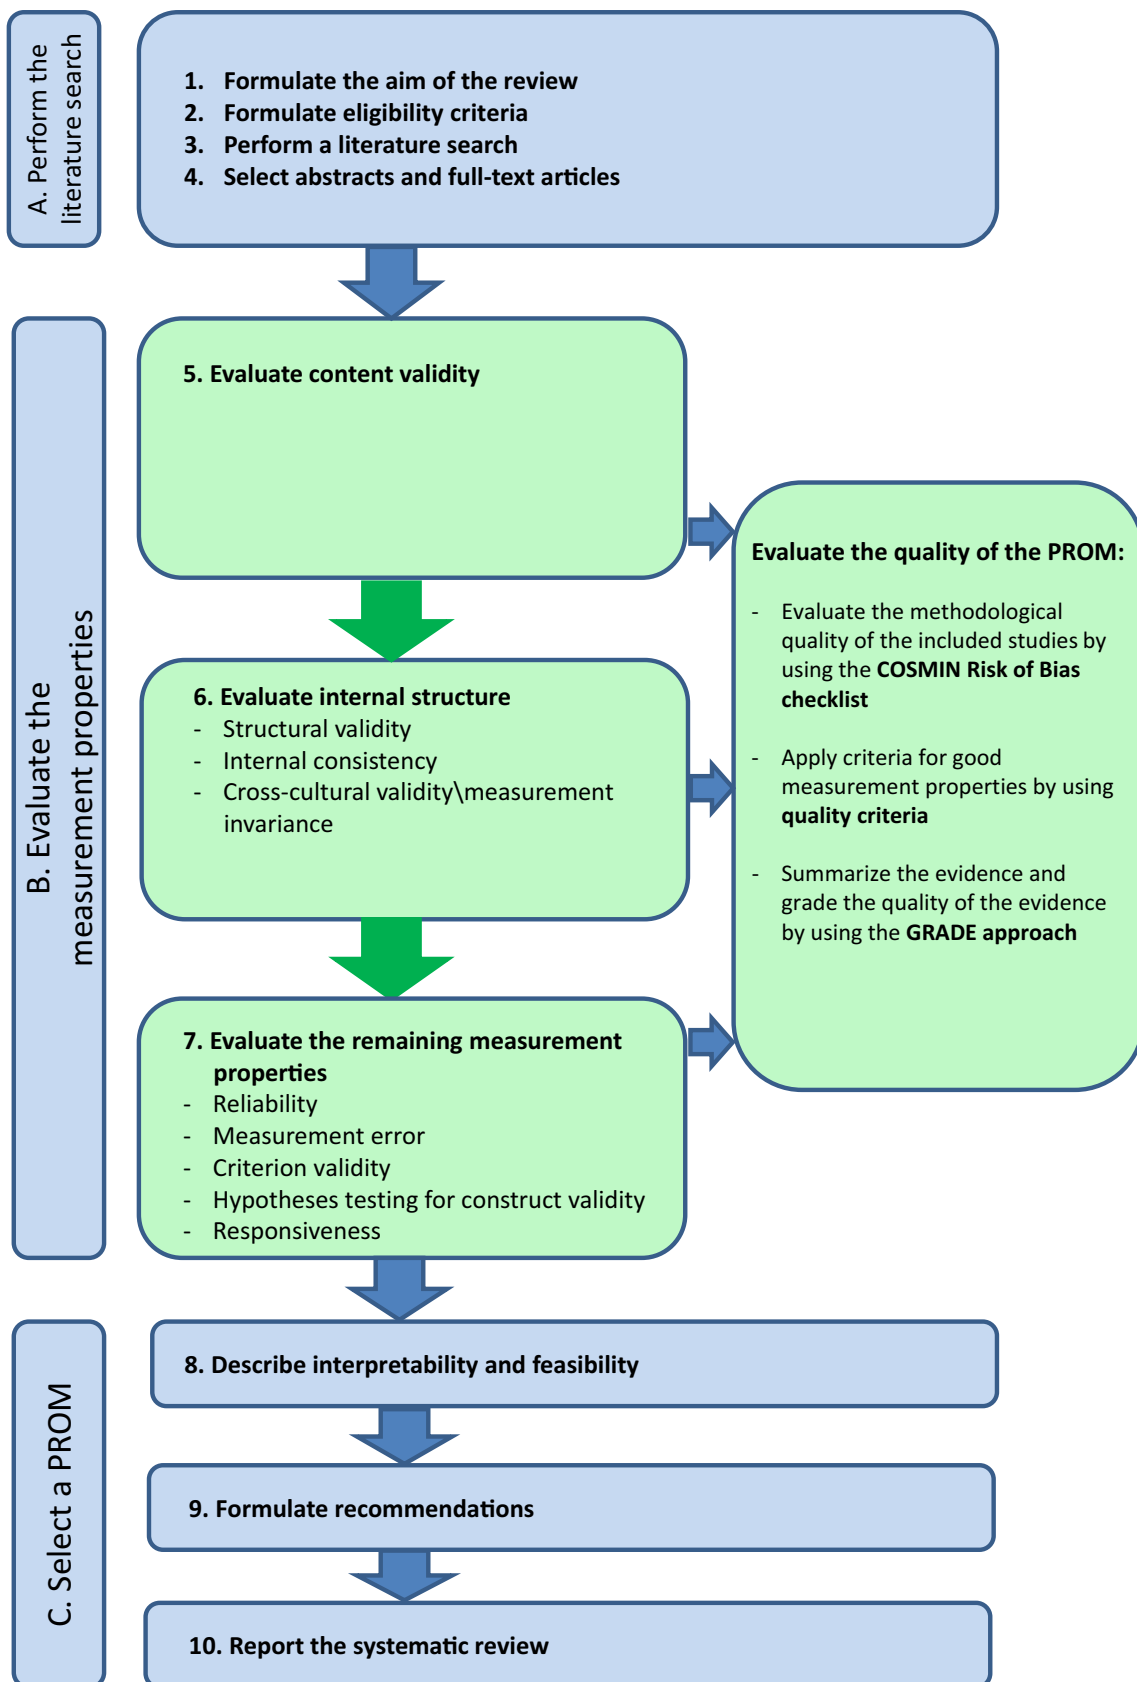 A. Perform the
literature search
1. Formulate the aim of the review
2. Formulate eligibility criteria
3. Perform a literature search
4. Select abstracts and full-text articles
B. Evaluate the
measurement properties
5. Evaluate content validity
6. Evaluate internal structure
- Structural validity
- Internal consistency
- Cross-cultural validity\measurement
invariance
7. Evaluate the remaining measurement
properties
- Reliability
- Measurement error
- Criterion validity
- Hypotheses testing for construct validity
- Responsiveness
Evaluate the quality of the PROM:
- Evaluate the methodological
quality of the included studies by
using the COSMIN Risk of Bias
checklist
- Apply criteria for good
measurement properties by using
quality criteria
- Summarize the evidence and
grade the quality of the evidence
by using the GRADE approach
C. Select a PROM
8. Describe interpretability and feasibility
9. Formulate recommendations
10. Report the systematic review